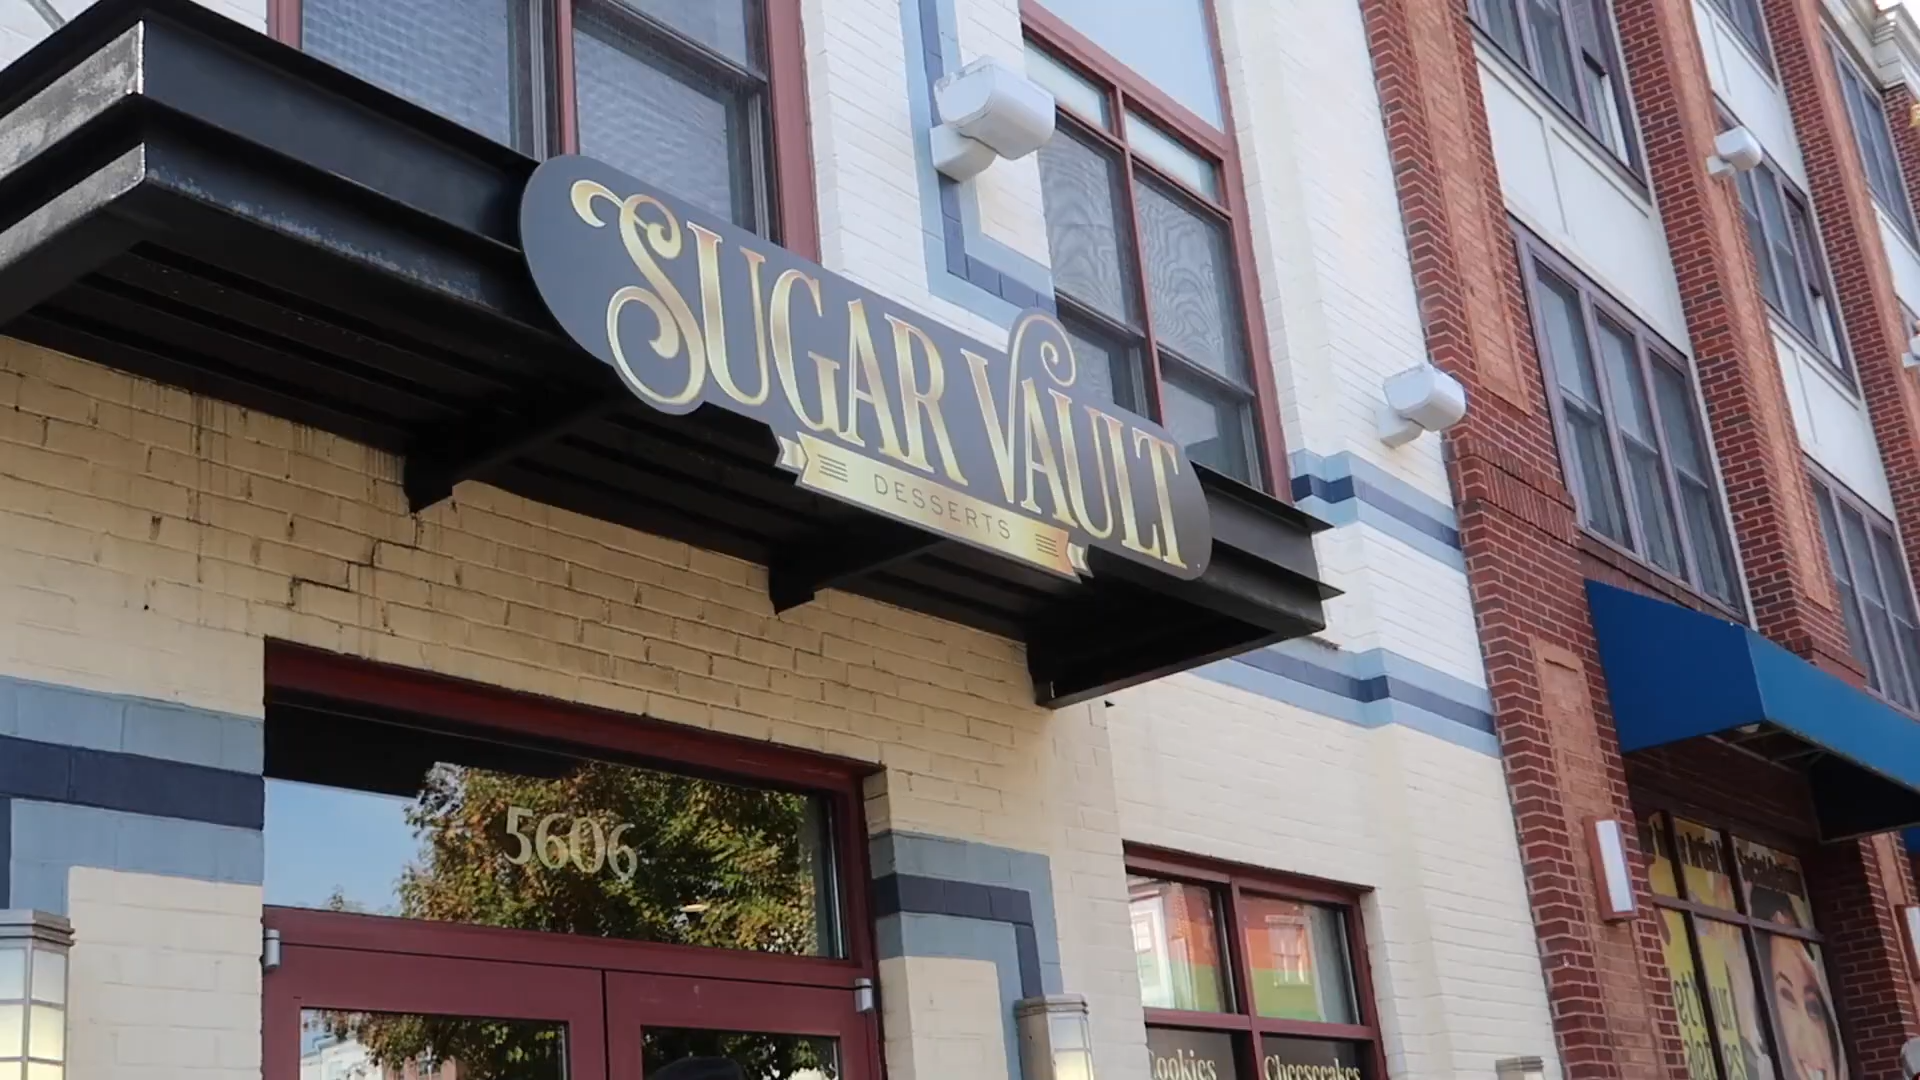 SUGAR VAULT
DESSERTS
5606
Cookies
Cheesecakes